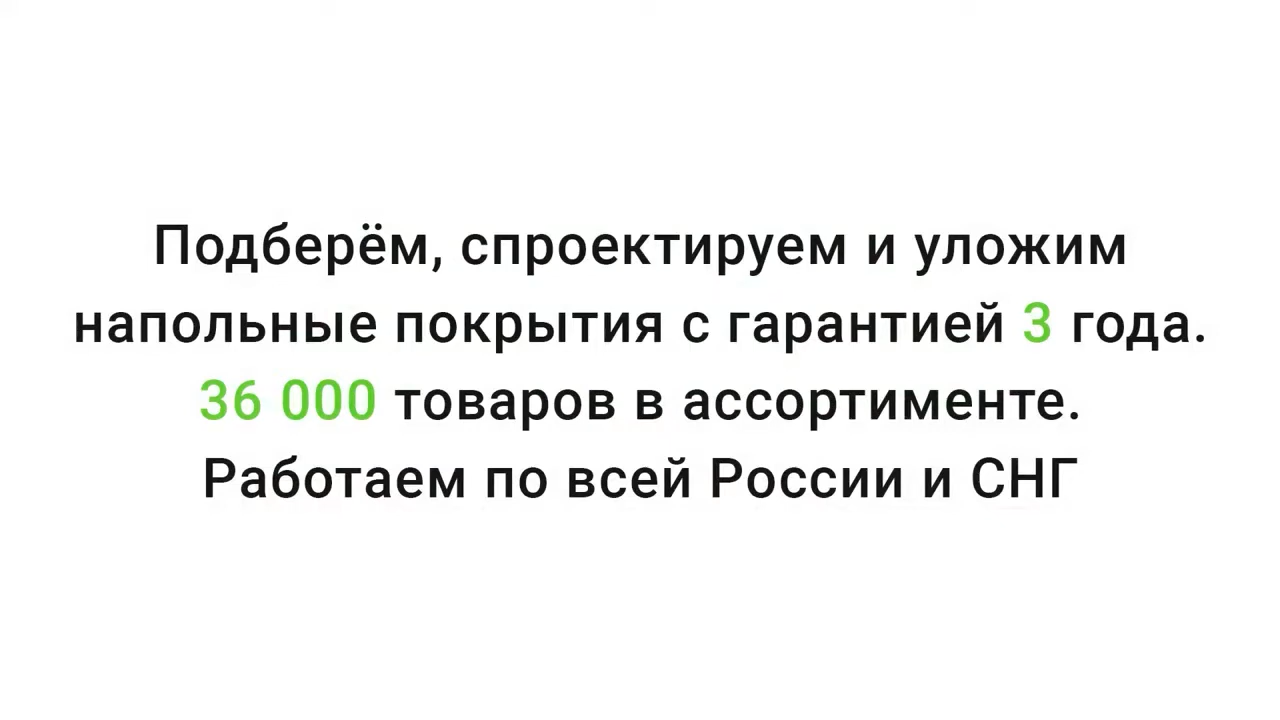 Подберём, спроектируем и уложим
напольные покрытия с гарантией 3 года.
36 000 товаров в ассортименте.
Работаем по всей России и СНГ